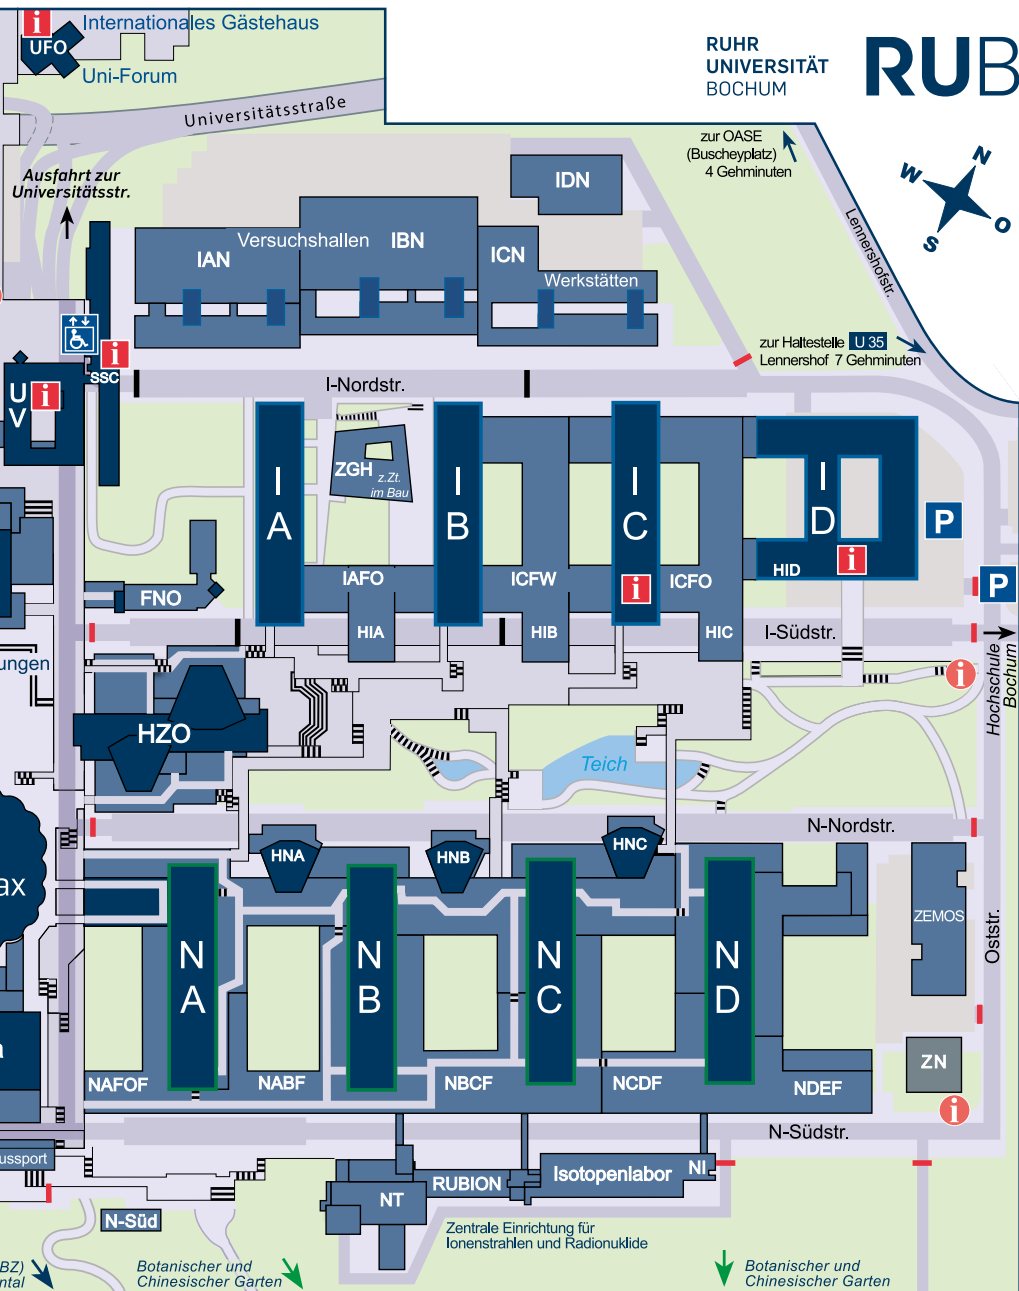 Internationales Gästehaus
UFO
Uni-Forum
Universitätsstraße
RUHR
UNIVERSITÄT
BOCHUM
RUB
zur OASE
(Buscheyplatz)
4 Gehminuten
N
W
O
S
Ausfahrt zur
Universitätsstr.
IDN
Versuchshallen
IAN
IBN
ICN
Werkstätten
Lennershofstr.
zur Haltestelle U 35
Lennershof 7 Gehminuten
i
SSC
U
V
i
I-Nordstr.
ZGH z.Zt.
im Bau
I
A
I
B
I
C
I
D
P
P
HID
i
i
i
IAFO
ICFW
ICFO
FNO
HIA
HIB
HIC
I-Südstr.
Hochschule
Bochum
ungen
i
HZO
Teich
N-Nordstr.
HNA
HNB
HNC
ax
ZEMOS
Oststr.
N
A
N
B
N
C
N
D
a
ZN
NAFOF
NABF
NBCF
NCDF
NDEF
i
N-Südstr.
ussport
NT
RUBION
Isotopenlabor
NI
N-Süd
Zentrale Einrichtung für
Ionenstrahlen und Radionuklide
BZ)
ntal
Botanischer und
Chinesischer Garten
Botanischer und
Chinesischer Garten